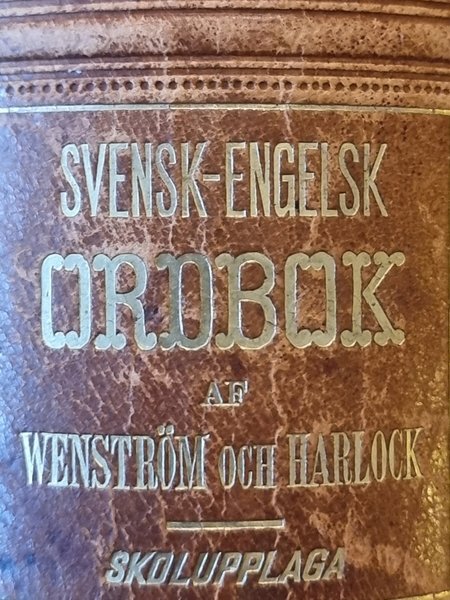 SVENSK-ENGELSK
ORDBOK
AF
WENSTRÖM OCH HARLOCK
SKOLUPPLAGA